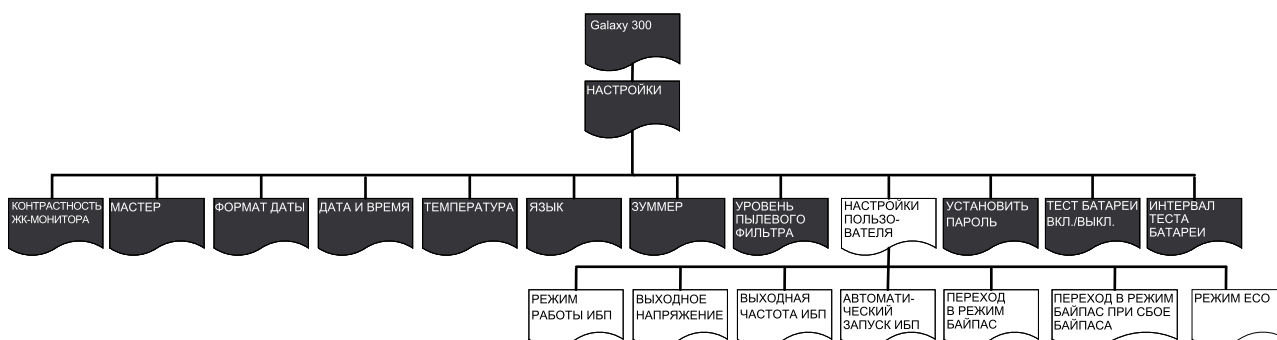 Galaxy 300
НАСТРОЙКИ
КОНТРАСТНОСТЬ
ЖК-МОНИТОРА
МАСТЕР
ФОРМАТ ДАТЫ
ДАТА И ВРЕМЯ
ТЕМПЕРАТУРА
ЯЗЫК
ЗУММЕР
УРОВЕНЬ
ПЫЛЕВОГО
ФИЛЬТРА
НАСТРОЙКИ
ПОЛЬЗО-
ВАТЕЛЯ
УСТАНОВИТЬ
ПАРОЛЬ
ТЕСТ БАТАРЕИ
ВКЛ./ВЫКЛ.
ИНТЕРВАЛ
ТЕСТА
БАТАРЕИ
РЕЖИМ
РАБОТЫ ИБП
ВЫХОДНОЕ
НАПРЯЖЕНИЕ
ВЫХОДНАЯ
ЧАСТОТА ИБП
АВТОМАТИ-
ЧЕСКИЙ
ЗАПУСК ИБП
ПЕРЕХОД
В РЕЖИМ
БАЙПАС
ПЕРЕХОД В РЕЖИМ
БАЙПАС ПРИ СБОЕ
БАЙПАСА
РЕЖИМ ECO